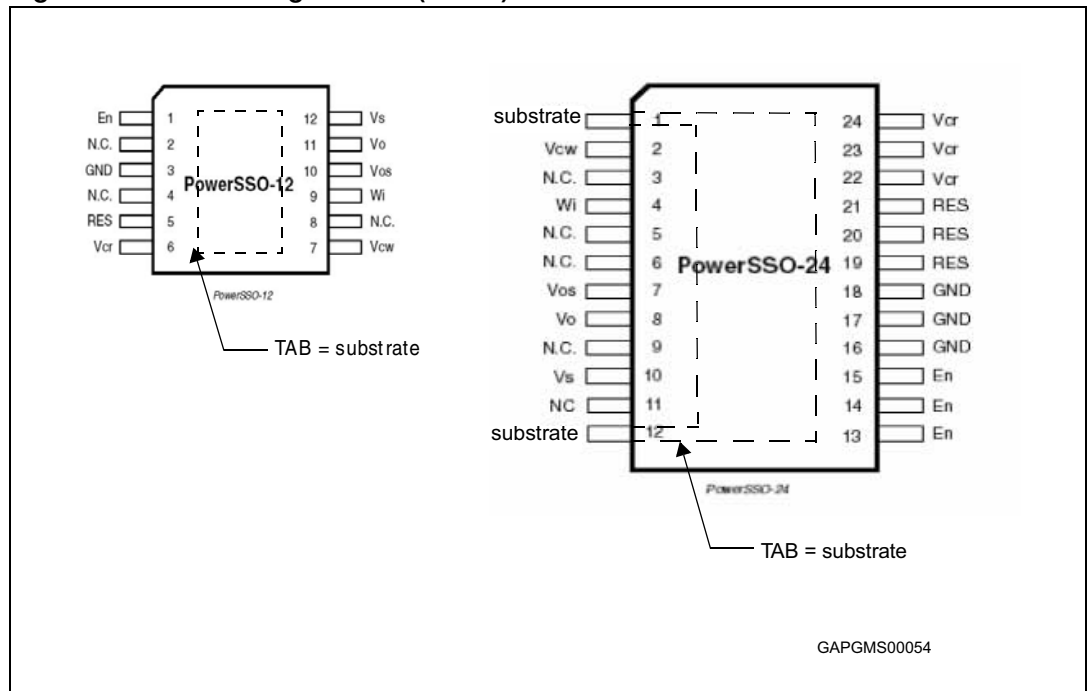 En 1 12 Vs
N.C. 2 11 Vo
GND 3 10 Vos
PowerSSO-12
N.C. 4 9 Wi
RES 5 8 N.C.
Vcr 6 7 Vcw
PowerSSO-12
TAB = substrate
substrate 1 24 Vcr
Vcw 2 23 Vcr
N.C. 3 22 Vcr
Wi 4 21 RES
N.C. 5 20 RES
N.C. 6 PowerSSO-24 19 RES
Vos 7 18 GND
Vo 8 17 GND
N.C. 9 16 GND
Vs 10 15 En
NC 11 14 En
substrate 12 13 En
PowerSSO-24
TAB = substrate
GAPGMS00054